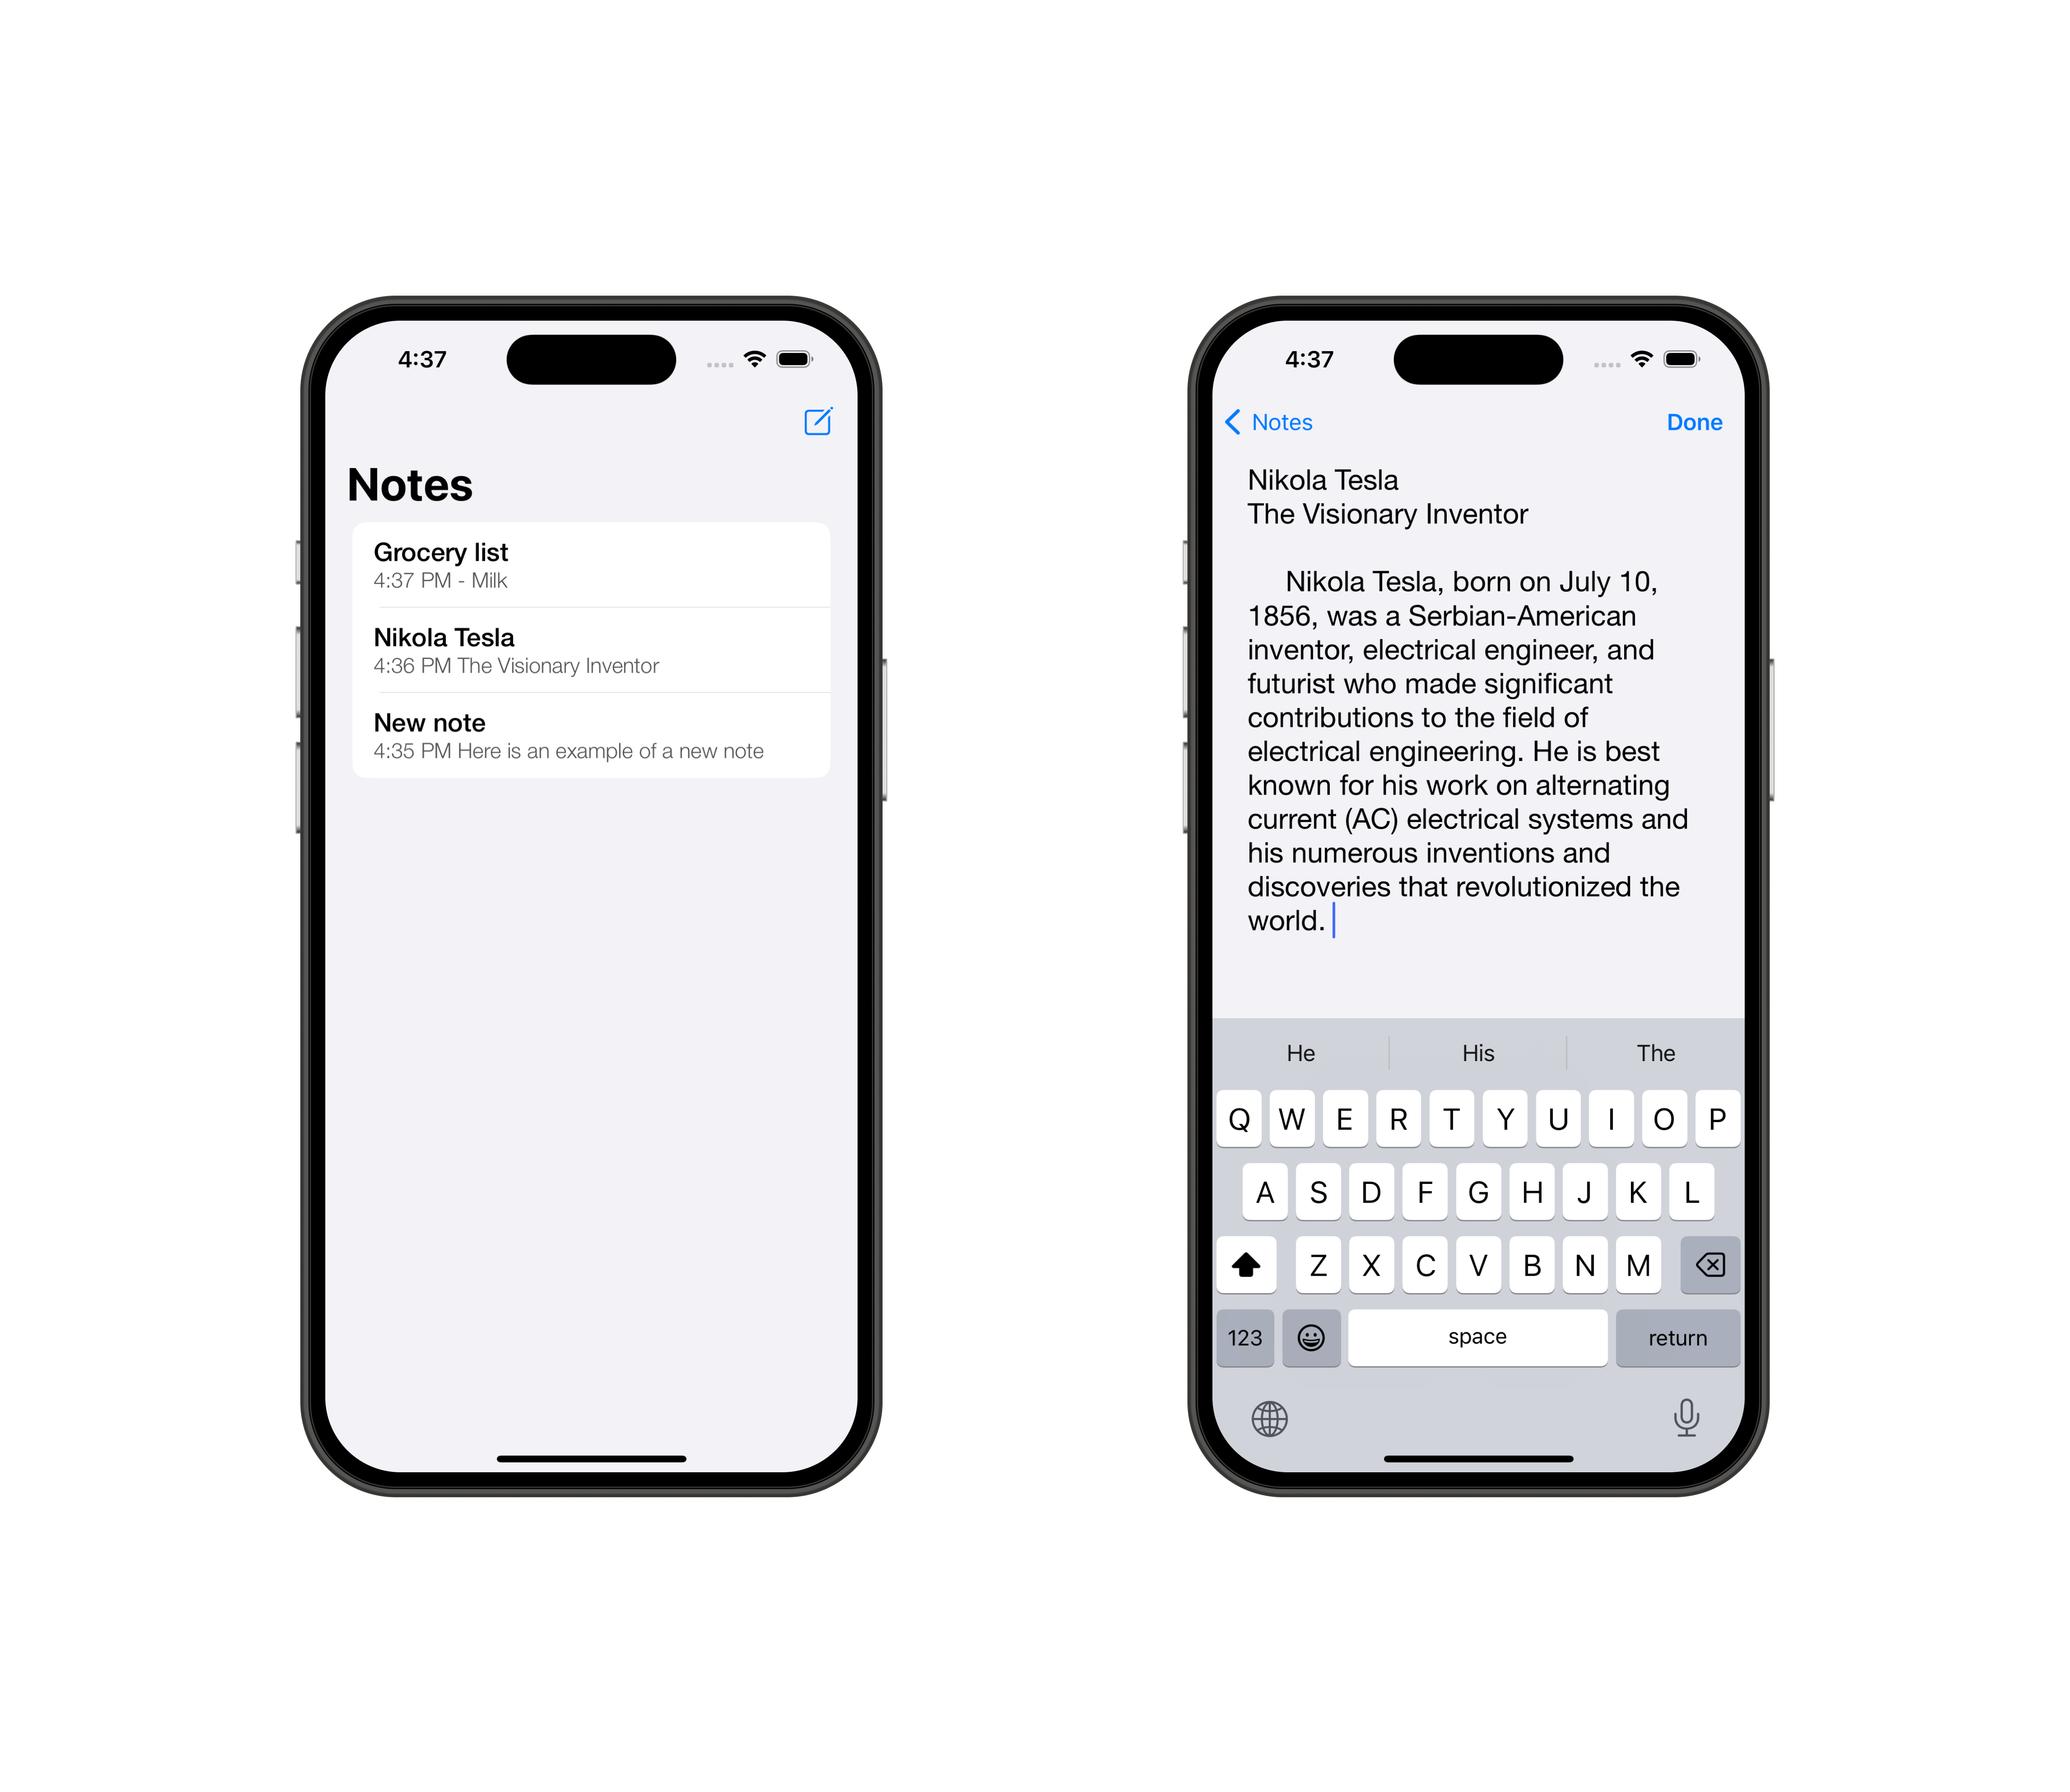 4:37
Notes
Grocery list
4:37 PM - Milk
Nikola Tesla
4:36 PM The Visionary Inventor
New note
4:35 PM Here is an example of a new note
4:37
Notes
Done
Nikola Tesla
The Visionary Inventor
Nikola Tesla, born on July 10,
1856, was a Serbian-American
inventor, electrical engineer, and
futurist who made significant
contributions to the field of
electrical engineering. He is best
known for his work on alternating
current (AC) electrical systems and
his numerous inventions and
discoveries that revolutionized the
world.
He His The
Q W E R T Y U I O P
A S D F G H J K L
Z X C V B N M
123 space return